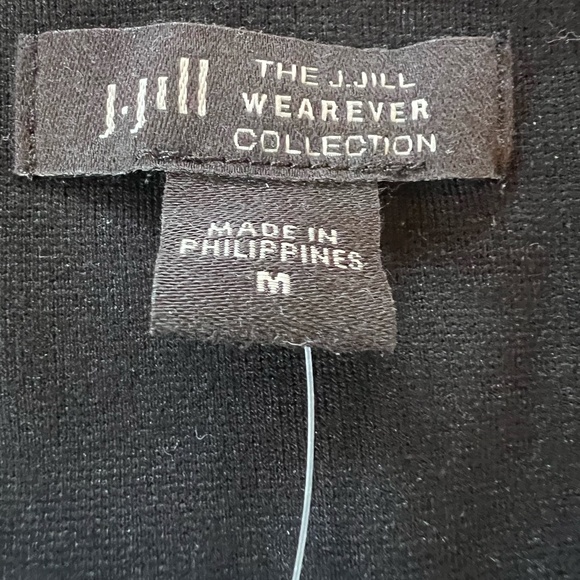 J.Jill
THE J.JILL
WEAREVER
COLLECTION
MADE IN
PHILIPPINES
M